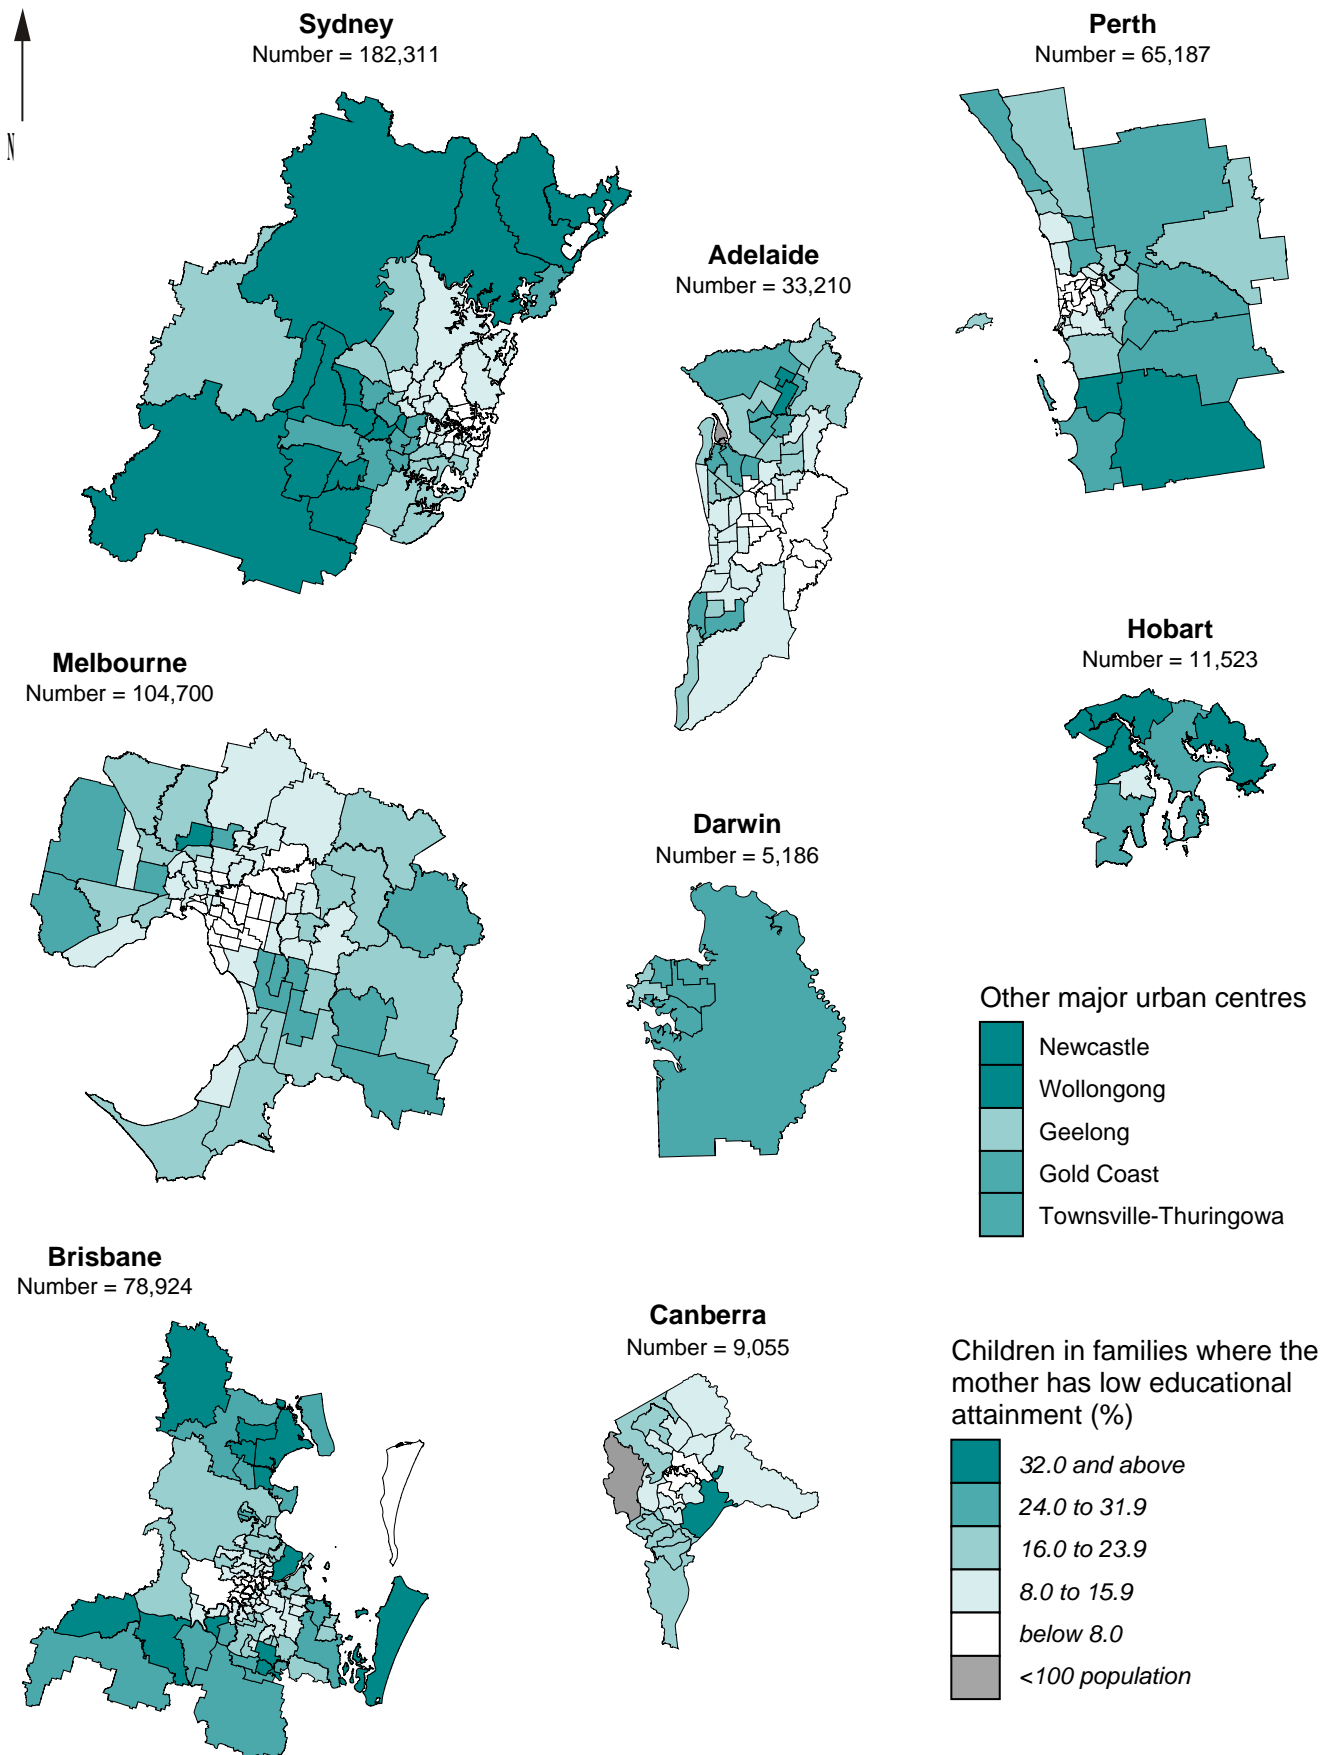 Sydney
Number = 182,311
Perth
Number = 65,187
N
Adelaide
Number = 33,210
Hobart
Number = 11,523
Melbourne
Number = 104,700
Darwin
Number = 5,186
Other major urban centres
Newcastle
Wollongong
Geelong
Gold Coast
Townsville-Thuringowa
Brisbane
Number = 78,924
Canberra
Number = 9,055
Children in families where the
mother has low educational
attainment (%)
32.0 and above
24.0 to 31.9
16.0 to 23.9
8.0 to 15.9
below 8.0
<100 population